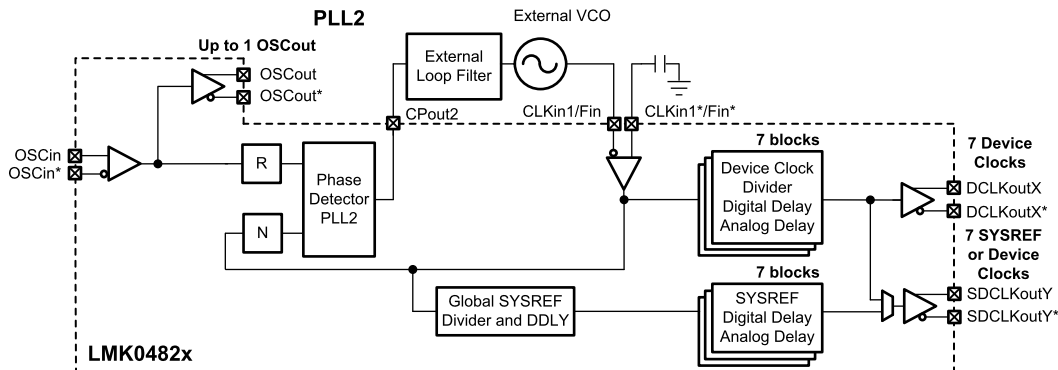 PLL2
External VCO
Up to 1 OSCout
OSCout
OSCout*
External
Loop Filter
CPout2
CLKin1/Fin
CLKin1*/Fin*
OSCin
OSCin*
R
N
Phase
Detector
PLL2
7 blocks
Device Clock
Divider
Digital Delay
Analog Delay
7 Device
Clocks
DCLKoutX
DCLKoutX*
7 SYSREF
or Device
Clocks
7 blocks
Global SYSREF
Divider and DDLY
SYSREF
Digital Delay
Analog Delay
SDCLKoutY
SDCLKoutY*
LMK0482x